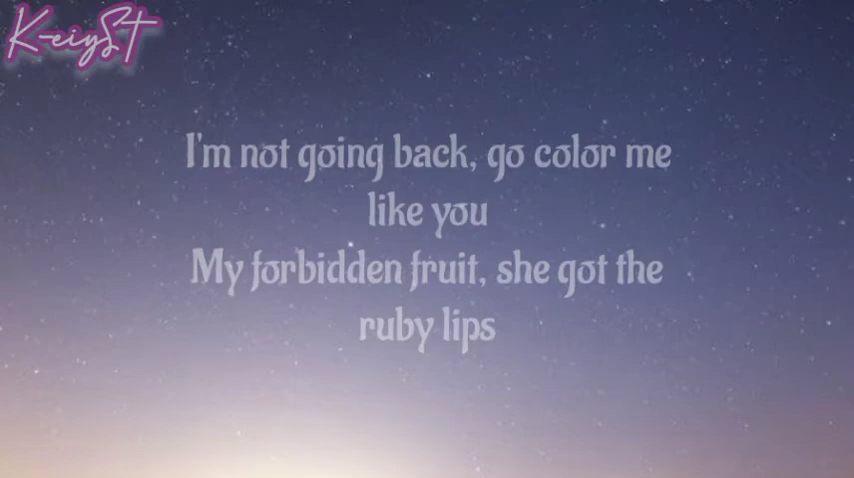 K-eiyST
I'm not going back, go color me
like you
My forbidden fruit, she got the
ruby lips